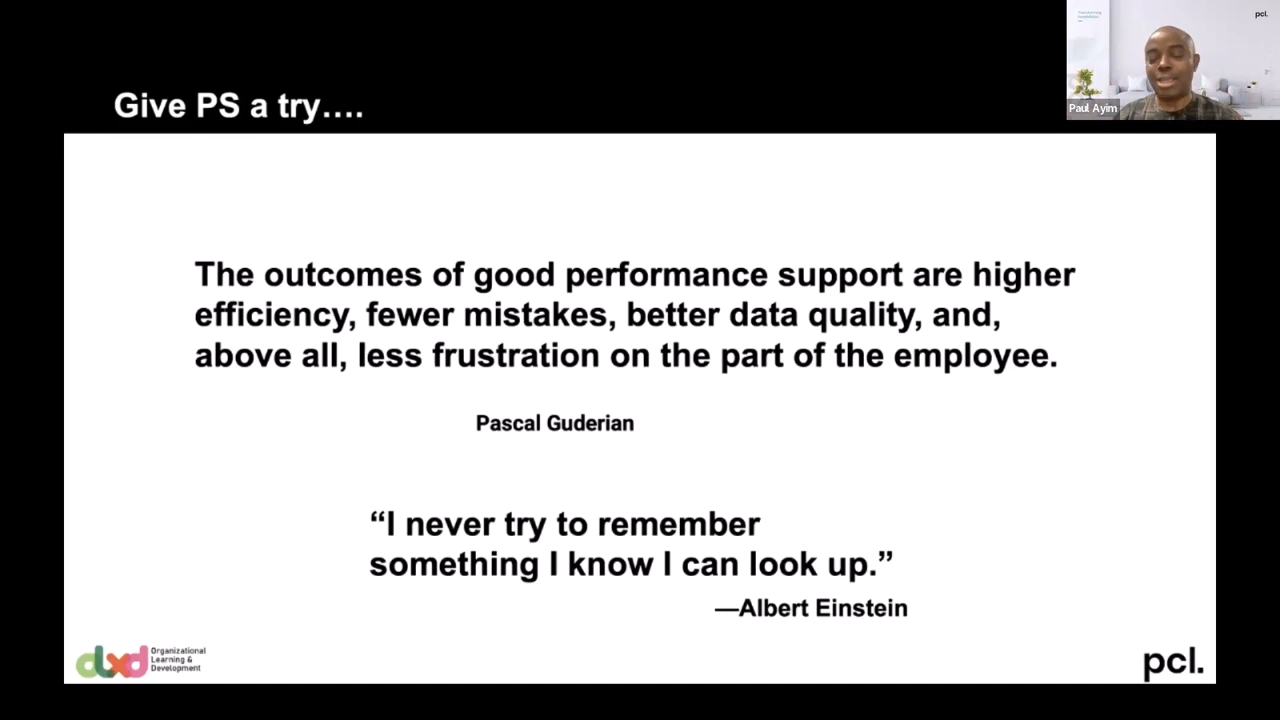 pcl.
Paul Ayim
Give PS a try….
The outcomes of good performance support are higher
efficiency, fewer mistakes, better data quality, and,
above all, less frustration on the part of the employee.
Pascal Guderian
“I never try to remember
something I know I can look up.”
—Albert Einstein
Organizational
Learning &
Development
pcl.